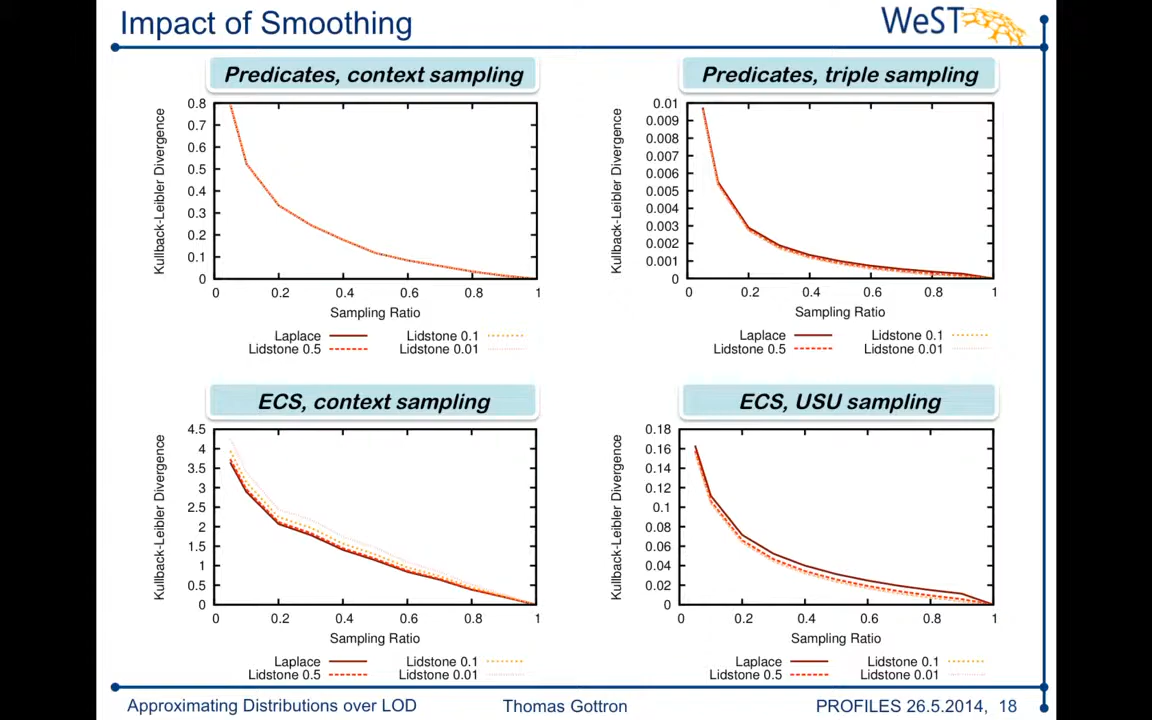 Impact of Smoothing
WeST
Predicates, context sampling
Kullback-Leibler Divergence
0.8
0.7
0.6
0.5
0.4
0.3
0.2
0.1
0
0 0.2 0.4 0.6 0.8 1
Sampling Ratio
Laplace Lidstone 0.1
Lidstone 0.5 Lidstone 0.01
Predicates, triple sampling
Kullback-Leibler Divergence
0.01
0.009
0.008
0.007
0.006
0.005
0.004
0.003
0.002
0.001
0
0 0.2 0.4 0.6 0.8 1
Sampling Ratio
Laplace Lidstone 0.1
Lidstone 0.5 Lidstone 0.01
ECS, context sampling
Kullback-Leibler Divergence
4.5
4
3.5
3
2.5
2
1.5
1
0.5
0
0 0.2 0.4 0.6 0.8 1
Sampling Ratio
Laplace Lidstone 0.1
Lidstone 0.5 Lidstone 0.01
ECS, USU sampling
Kullback-Leibler Divergence
0.18
0.16
0.14
0.12
0.1
0.08
0.06
0.04
0.02
0
0 0.2 0.4 0.6 0.8 1
Sampling Ratio
Laplace Lidstone 0.1
Lidstone 0.5 Lidstone 0.01
Approximating Distributions over LOD Thomas Gottron PROFILES 26.5.2014, 18